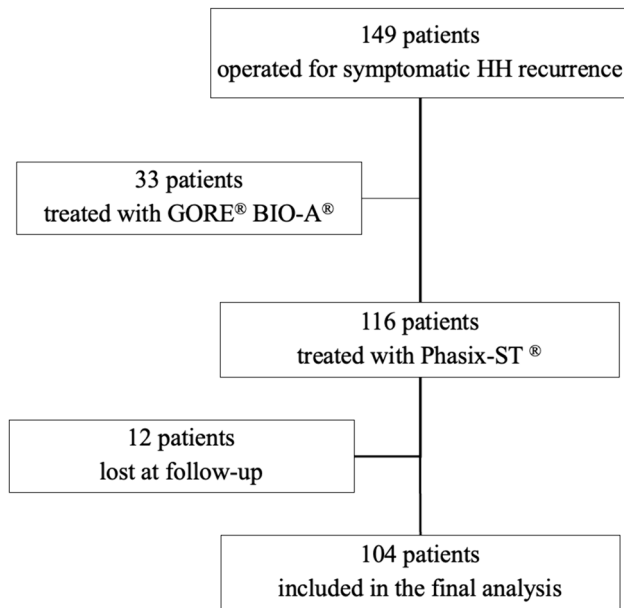 149 patients
operated for symptomatic HH recurrence
33 patients
treated with GORE® BIO-A®
116 patients
treated with Phasix-ST ®
12 patients
lost at follow-up
104 patients
included in the final analysis